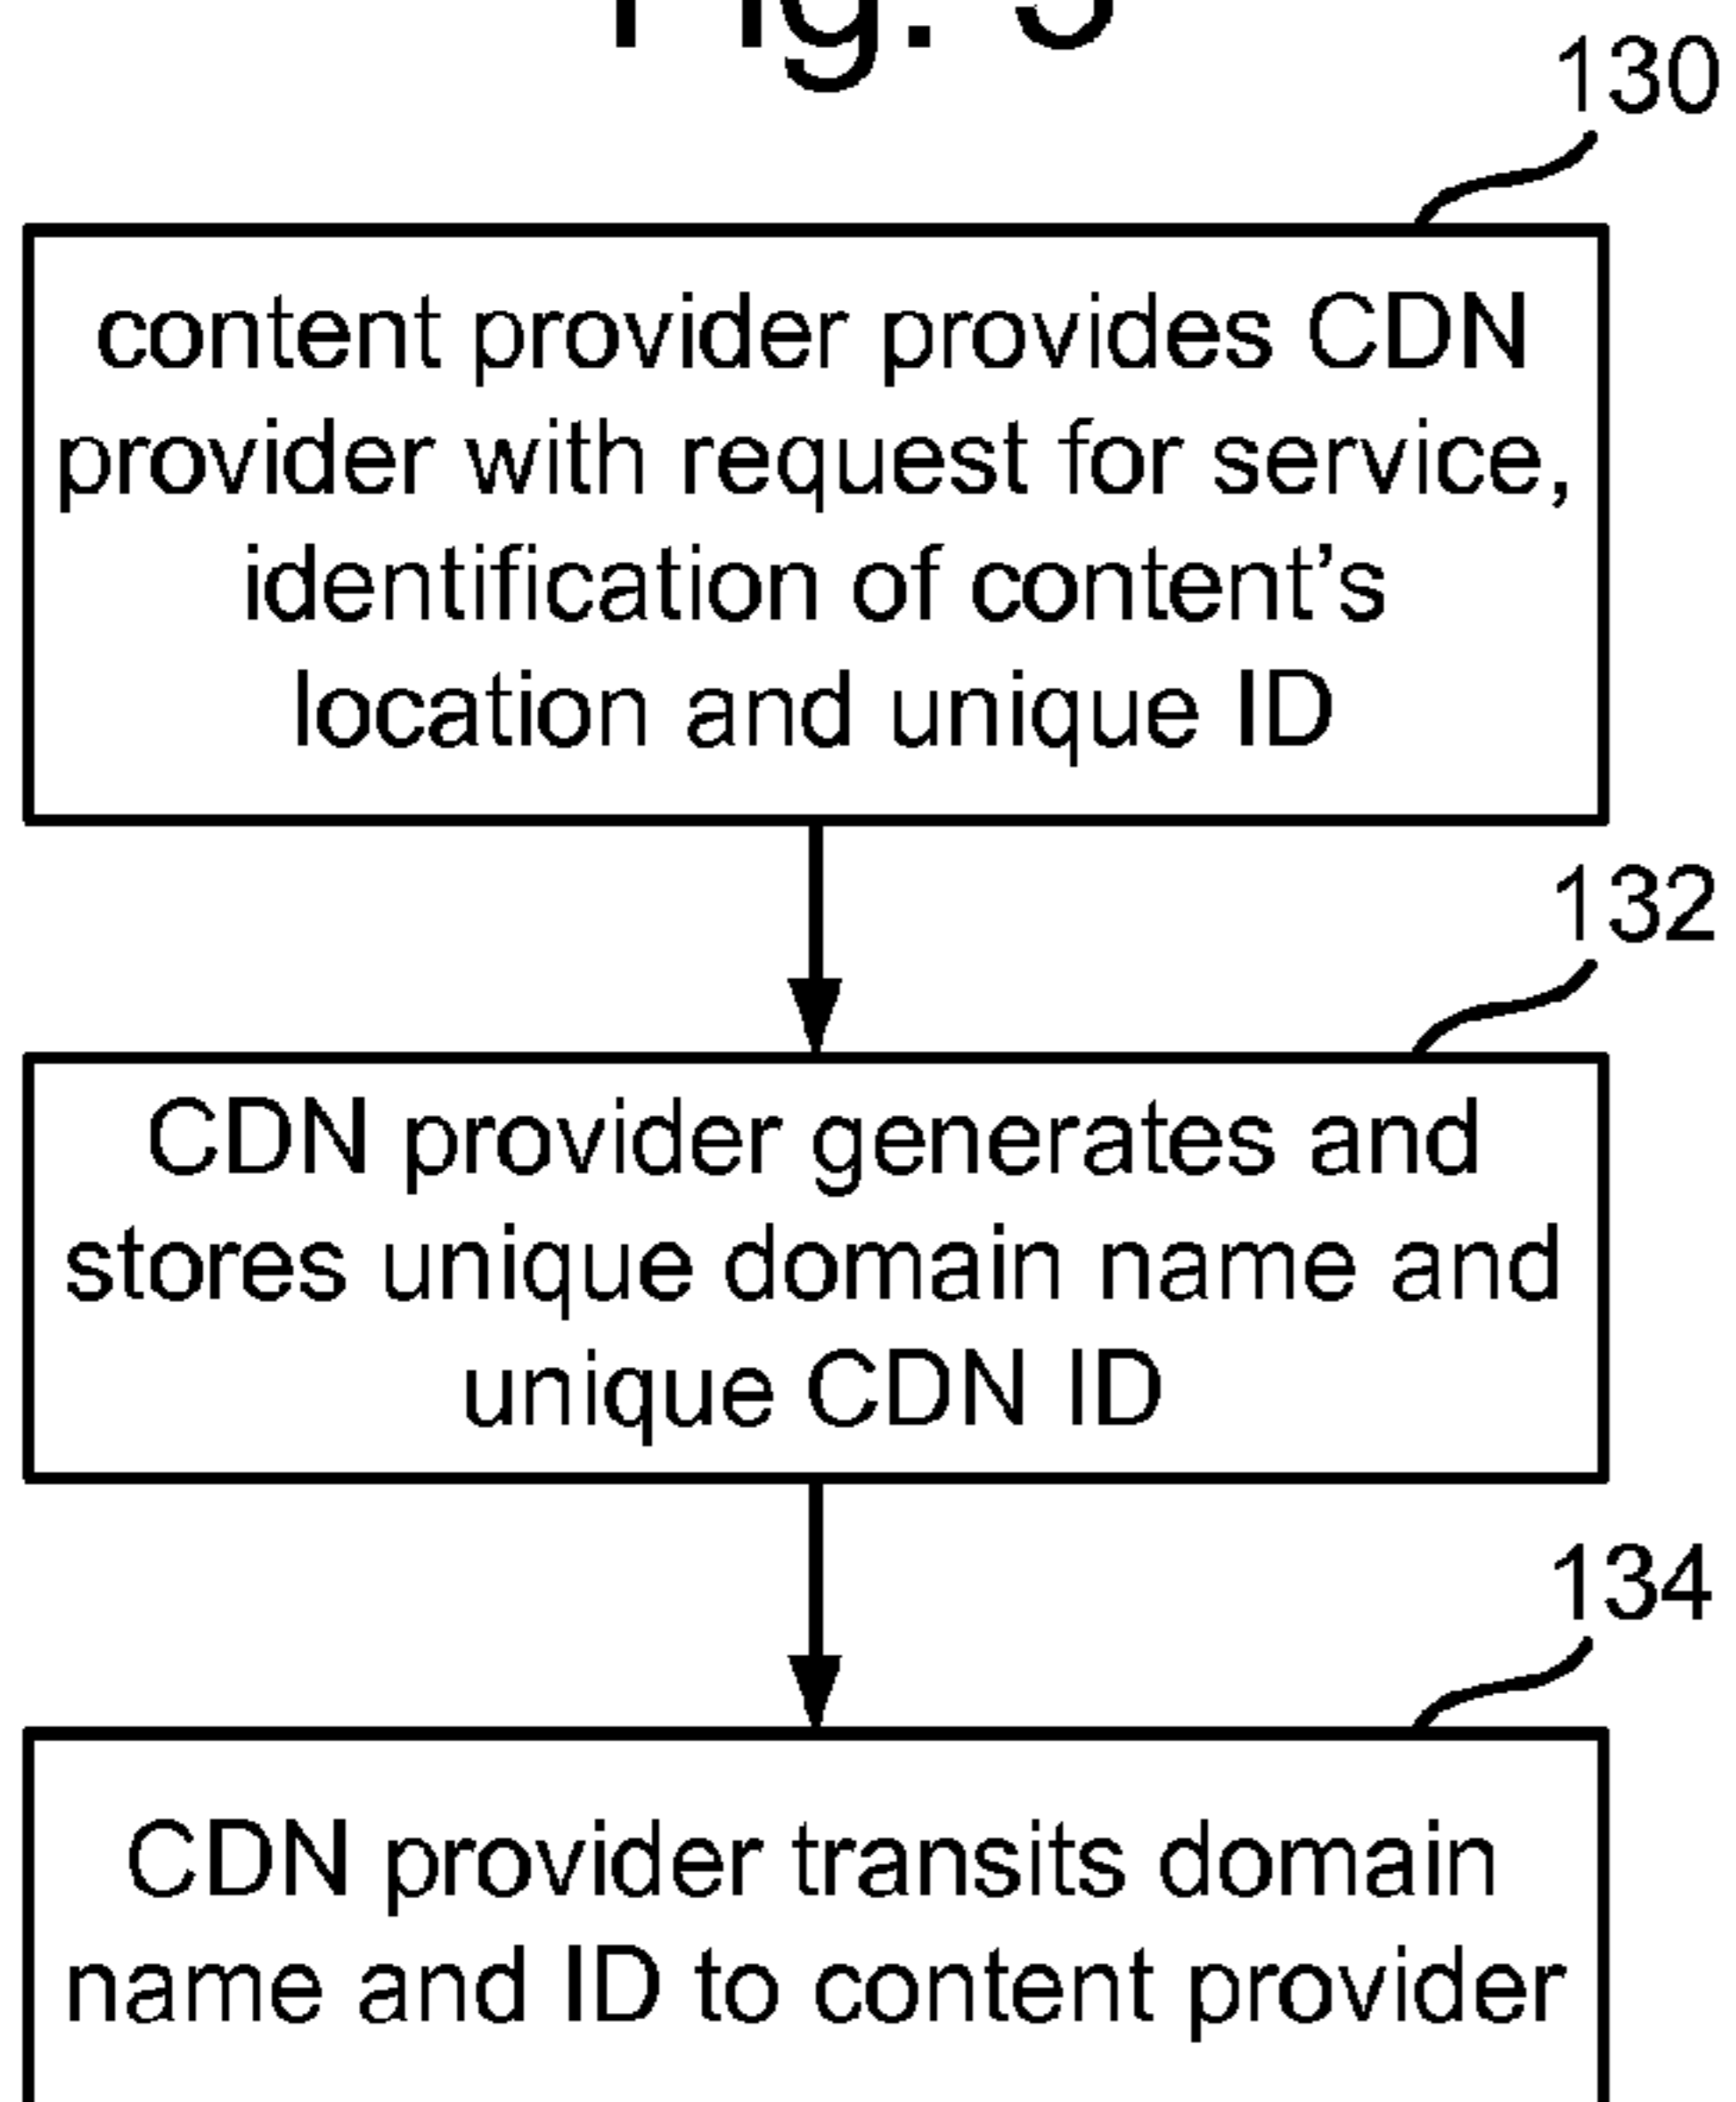 130
content provider provides CDN
provider with request for service,
identification of content's
location and unique ID
132
CDN provider generates and
stores unique domain name and
unique CDN ID
134
CDN provider transits domain
name and ID to content provider